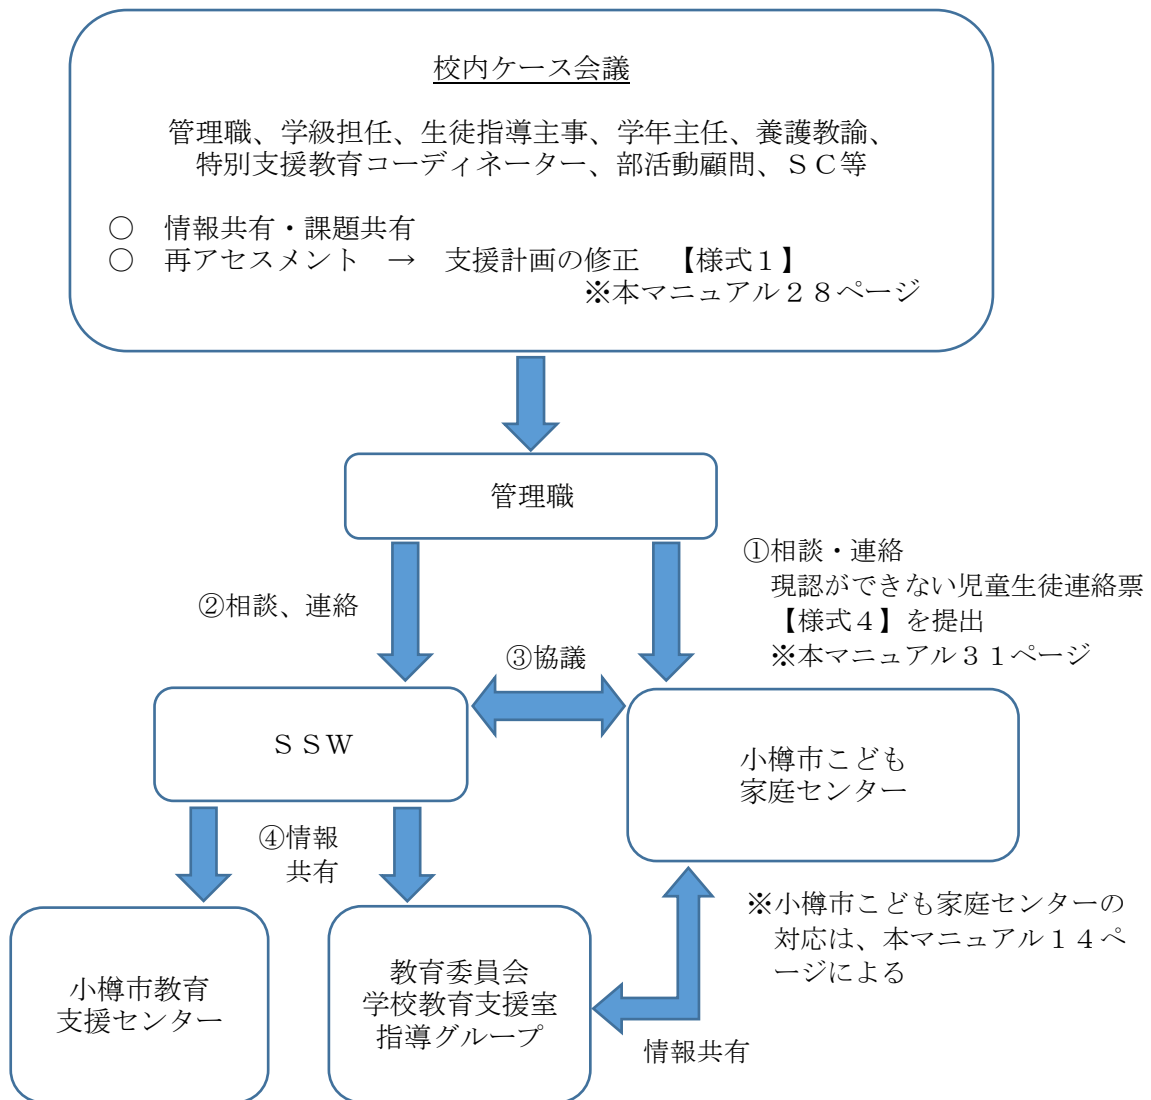 校内ケース会議
管理職、学級担任、生徒指導主事、学年主任、養護教諭、
特別支援教育コーディネーター、部活動顧問、ＳＣ等
○　情報共有・課題共有
○　再アセスメント　→　支援計画の修正　【様式１】
※本マニュアル２８ページ
管理職
①相談・連絡
現認ができない児童生徒連絡票
【様式４】を提出
※本マニュアル３１ページ
②相談、連絡
③協議
ＳＳＷ
小樽市こども
家庭センター
④情報
共有
※小樽市こども家庭センターの
対応は、本マニュアル１４ペ
ージによる
小樽市教育
支援センター
教育委員会
学校教育支援室
指導グループ
情報共有